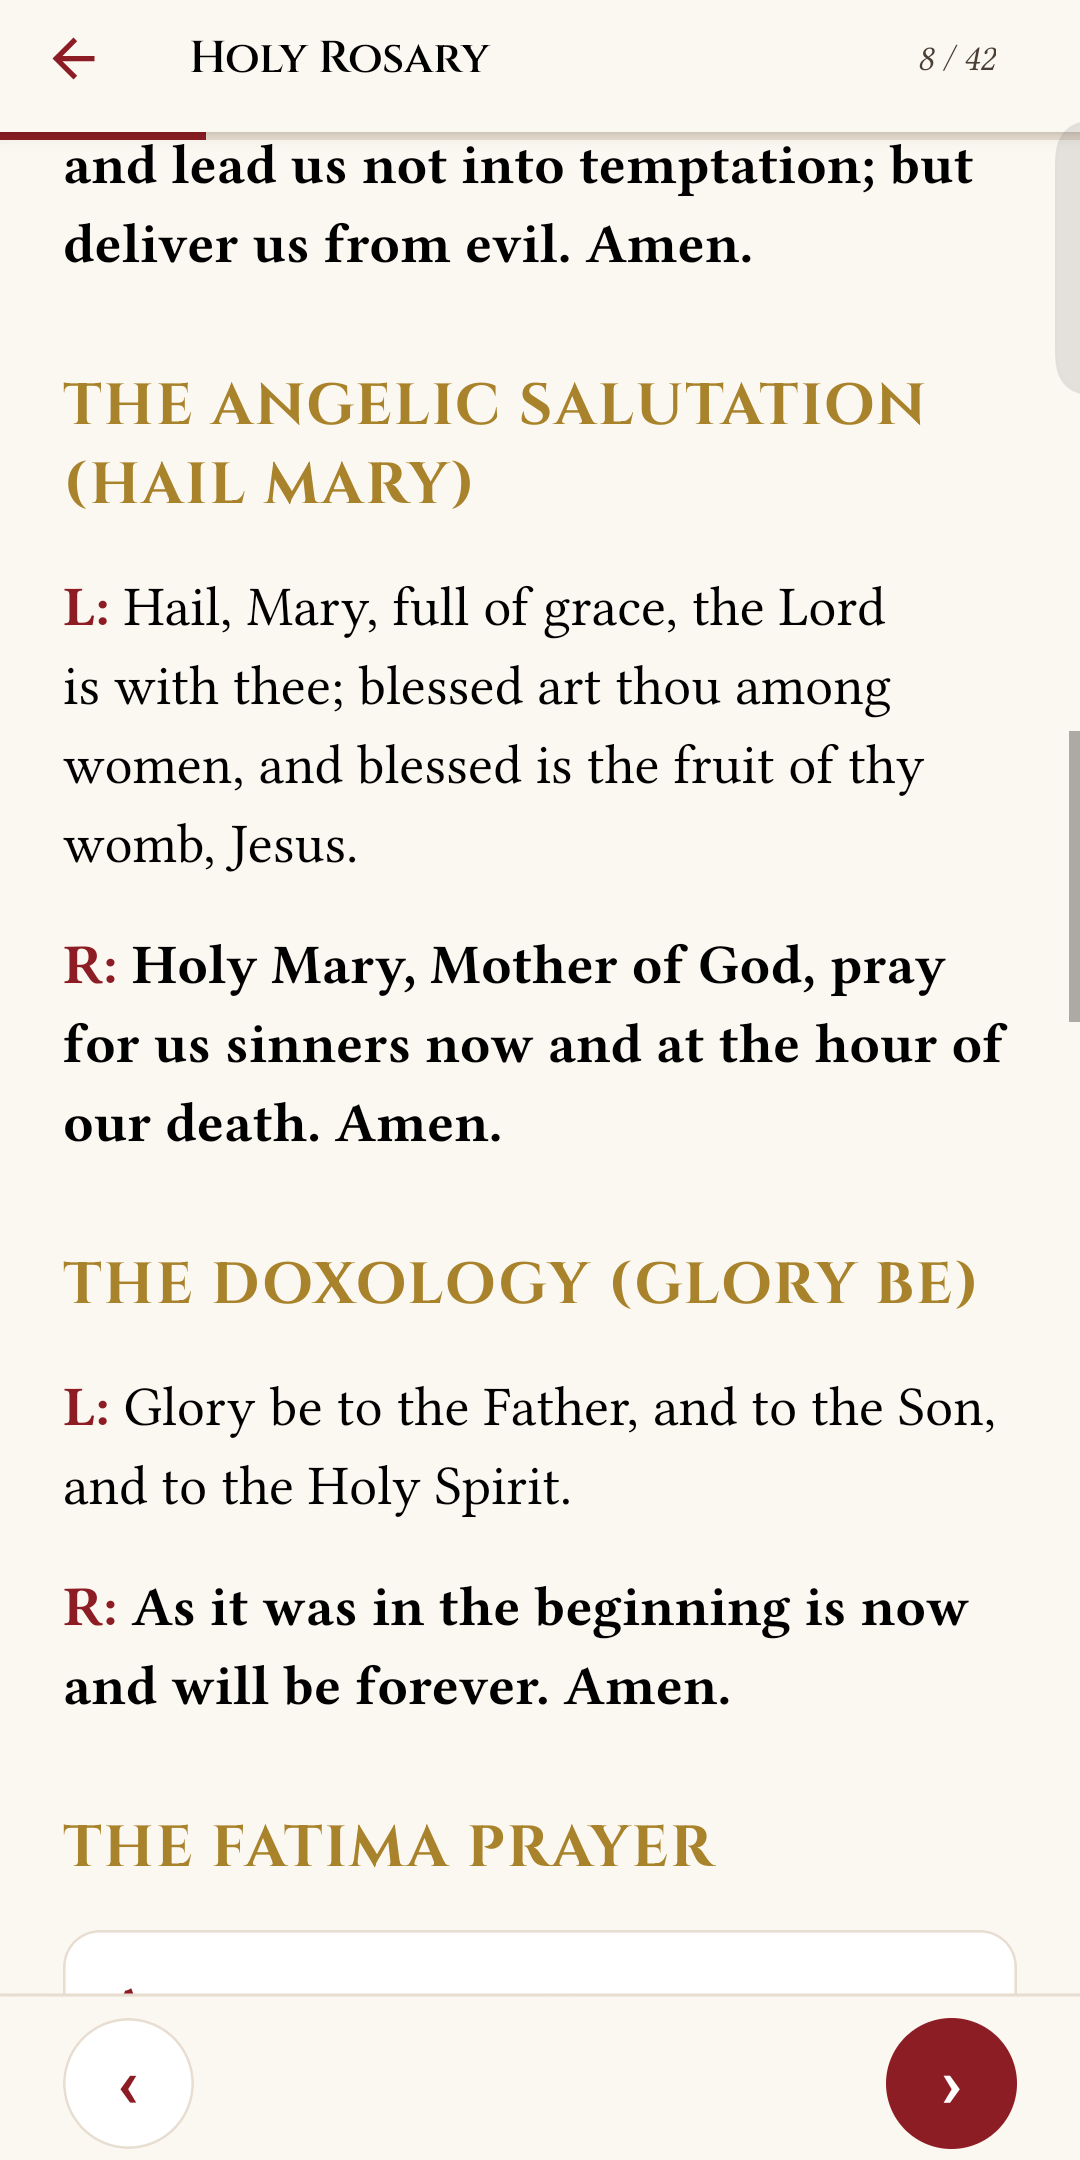 Holy Rosary
8 / 42
and lead us not into temptation; but
deliver us from evil. Amen.
THE ANGELIC SALUTATION
(HAIL MARY)
L: Hail, Mary, full of grace, the Lord
is with thee; blessed art thou among
women, and blessed is the fruit of thy
womb, Jesus.
R: Holy Mary, Mother of God, pray
for us sinners now and at the hour of
our death. Amen.
THE DOXOLOGY (GLORY BE)
L: Glory be to the Father, and to the Son,
and to the Holy Spirit.
R: As it was in the beginning is now
and will be forever. Amen.
THE FATIMA PRAYER